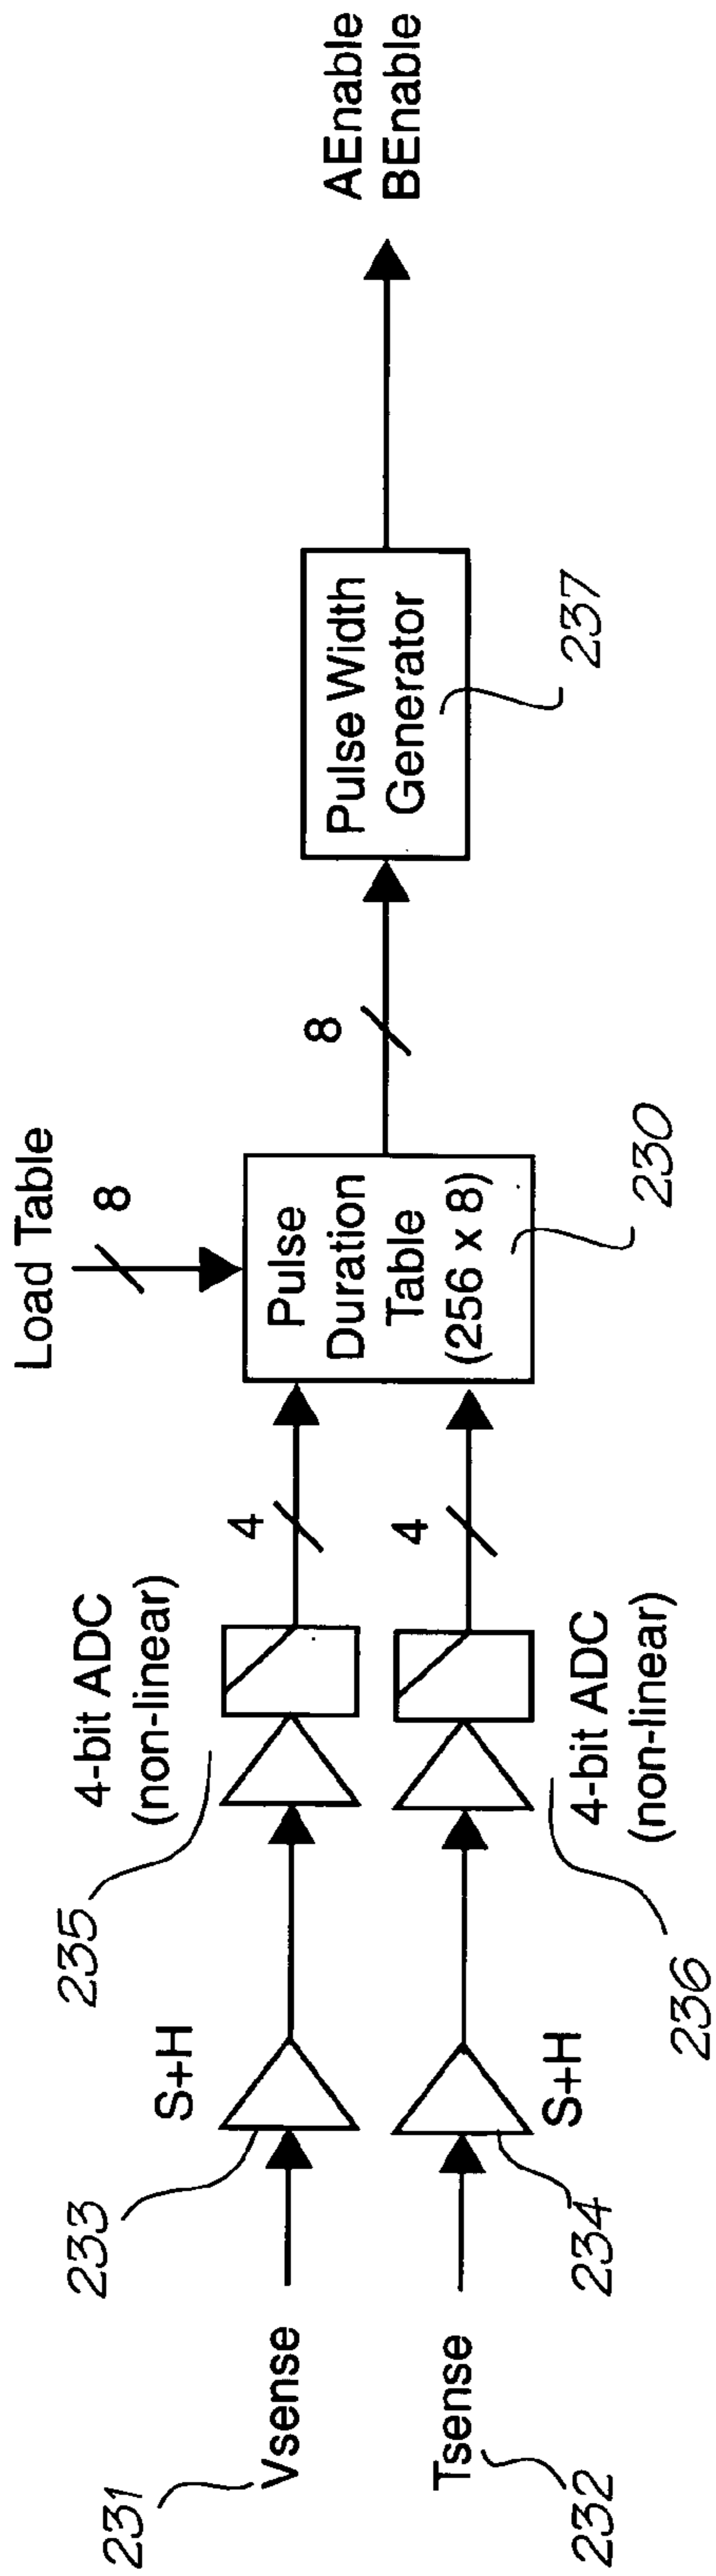 Load Table
8
AEnable
BEnable
4-bit ADC
(non-linear)
235
S+H
233
231
Vsense
4
Pulse
Duration
Table
(256 x 8)
230
8
Pulse Width
Generator
237
Tsense
232
S+H
234
4-bit ADC
(non-linear)
236
4